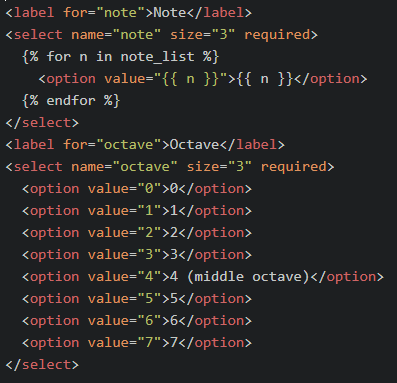 <label for="note">Note</label>
<select name="note" size="3" required>
  {% for n in note_list %}
    <option value="{{ n }}">{{ n }}</option>
  {% endfor %}
</select>
<label for="octave">Octave</label>
<select name="octave" size="3" required>
  <option value="0">0</option>
  <option value="1">1</option>
  <option value="2">2</option>
  <option value="3">3</option>
  <option value="4">4 (middle octave)</option>
  <option value="5">5</option>
  <option value="6">6</option>
  <option value="7">7</option>
</select>